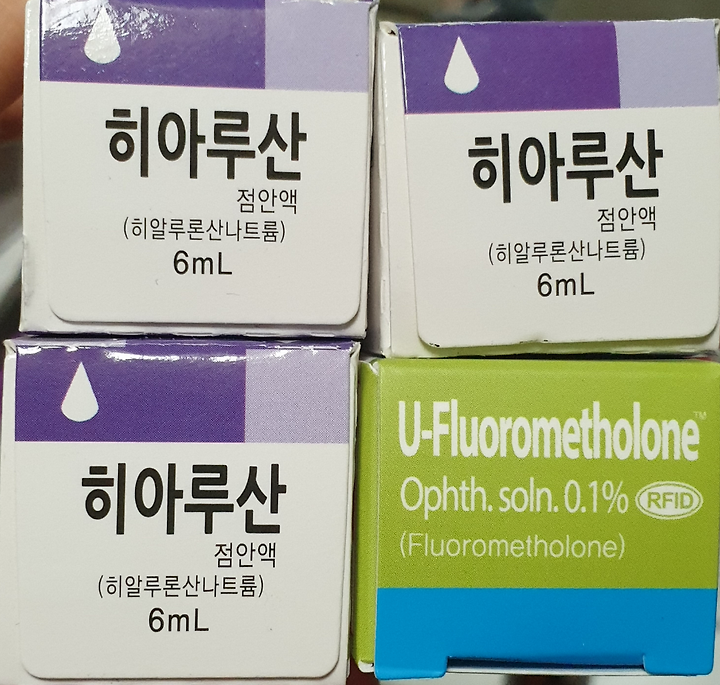 히아루산
점안액
(히알루론산나트륨)
6mL
히아루산
점안액
(히알루론산나트륨)
6mL
히아루산
점안액
(히알루론산나트륨)
6mL
U-Fluorometholone™
Ophth. soln. 0.1% RFID
(Fluorometholone)